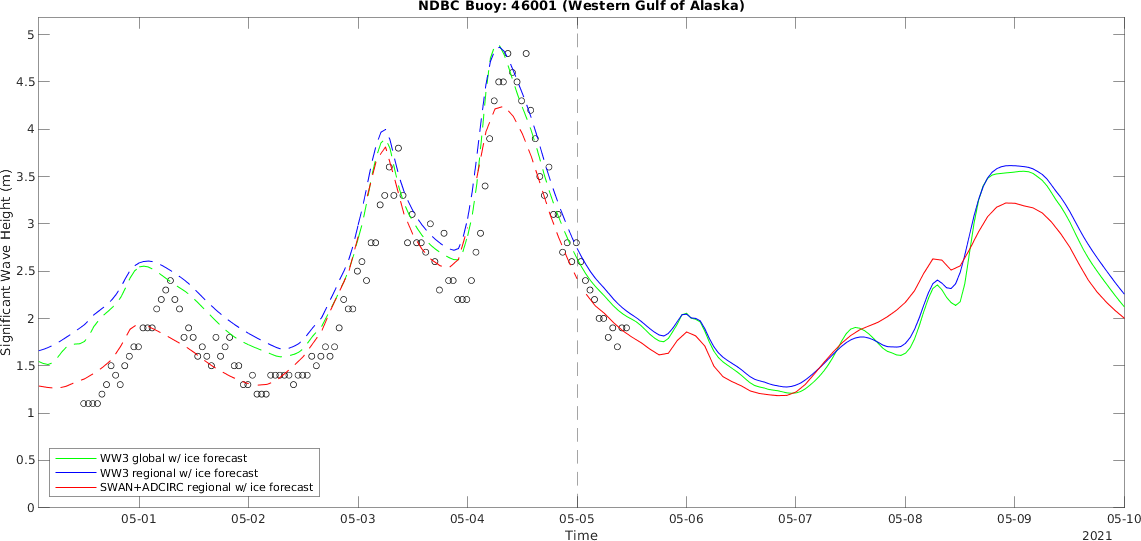 NDBC Buoy: 46001 (Western Gulf of Alaska)
Significant Wave Height (m)
5
4.5
4
3.5
3
2.5
2
1.5
1
0.5
0
WW3 global w/ ice forecast
WW3 regional w/ ice forecast
SWAN+ADCIRC regional w/ ice forecast
05-01 05-02 05-03 05-04 05-05 05-06 05-07 05-08 05-09 05-10
Time
2021